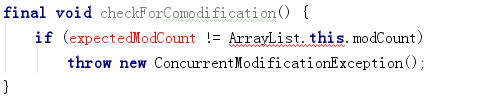 final void checkForComodification() {
if (expectedModCount != ArrayList.this.modCount)
throw new ConcurrentModificationException();
}